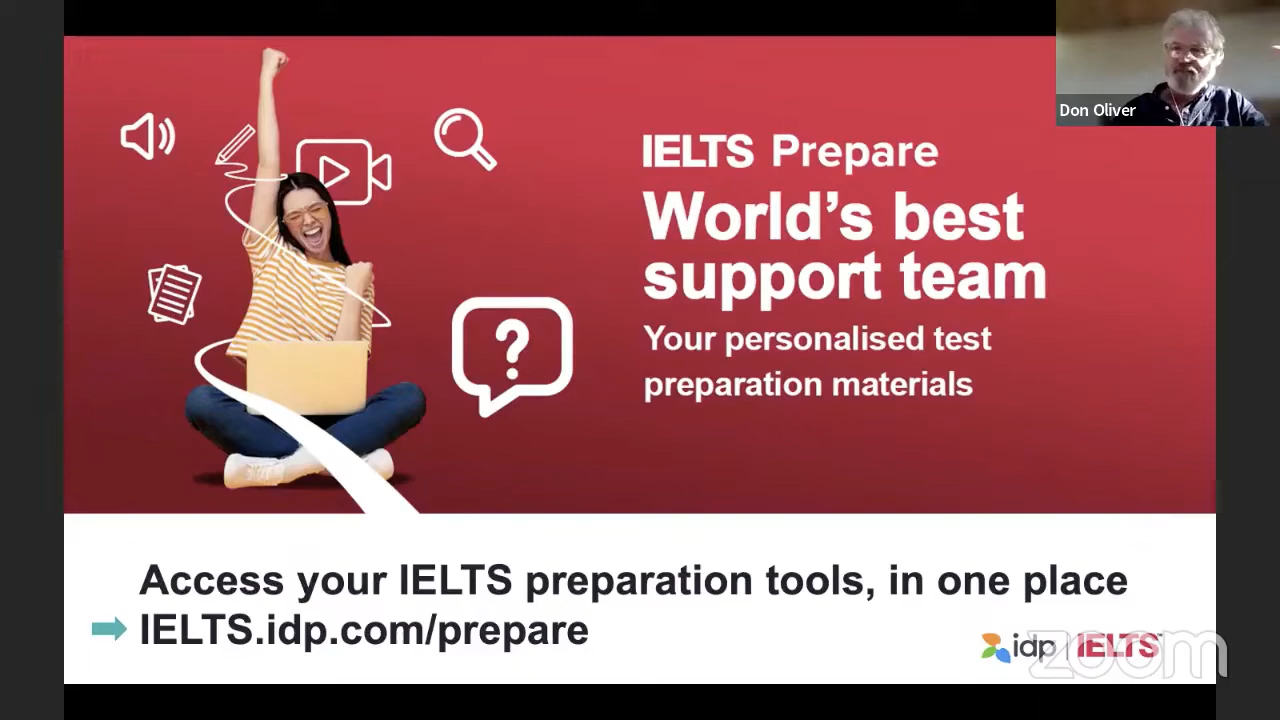 Don Oliver
IELTS Prepare
World's best
support team
Your personalised test
preparation materials
?
Access your IELTS preparation tools, in one place
IELTS.idp.com/prepare
idp | IELTS™
zoom